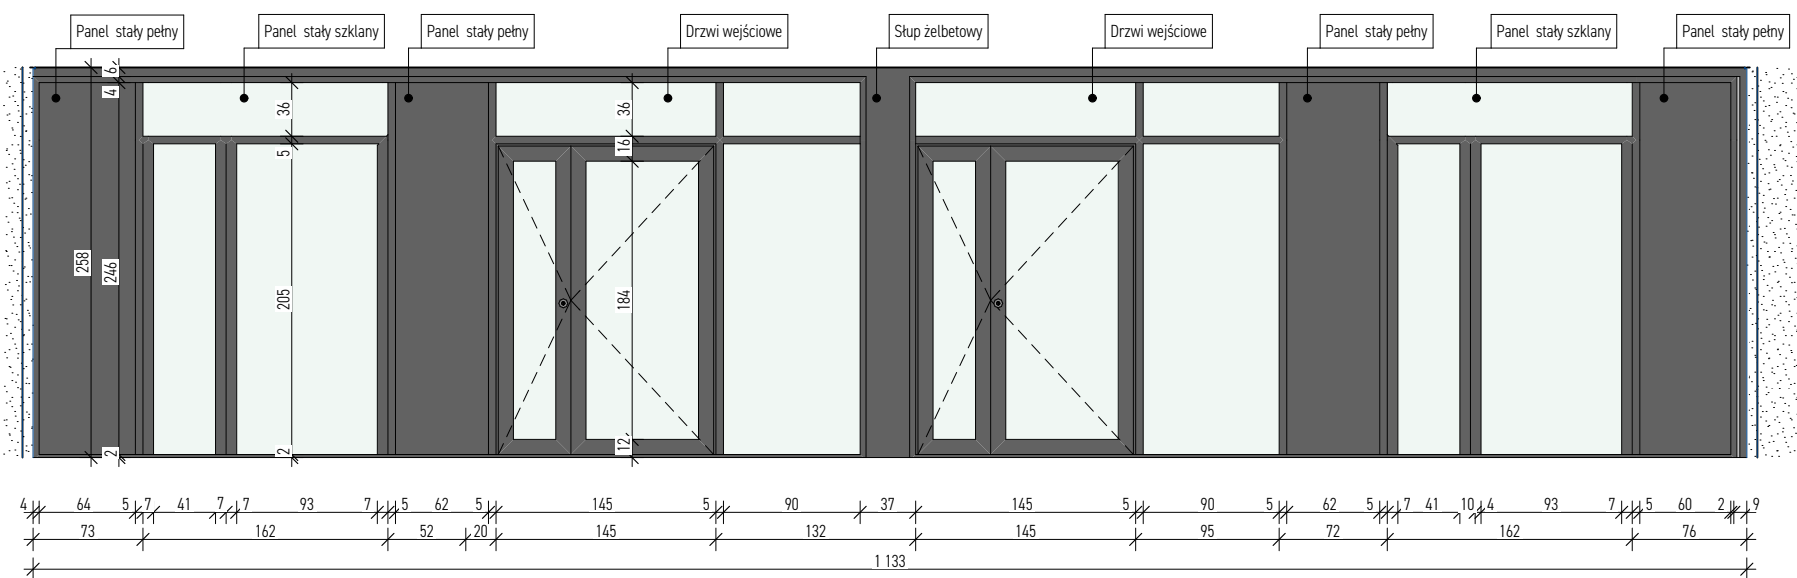 Panel stały pełny
Panel stały szklany
Panel stały pełny
Drzwi wejściowe
Słup żelbetowy
Drzwi wejściowe
Panel stały pełny
Panel stały szklany
Panel stały pełny
6
4
258
246
2
36
5
205
2
36
16
184
12
4 64 5 7 41 7 7 93 7 5 62 5 145 5 90 37 145 5 90 5 62 5 7 41 10 4 93 7 5 60 2 9
73 162 52 20 145 132 145 95 72 162 76
1 133